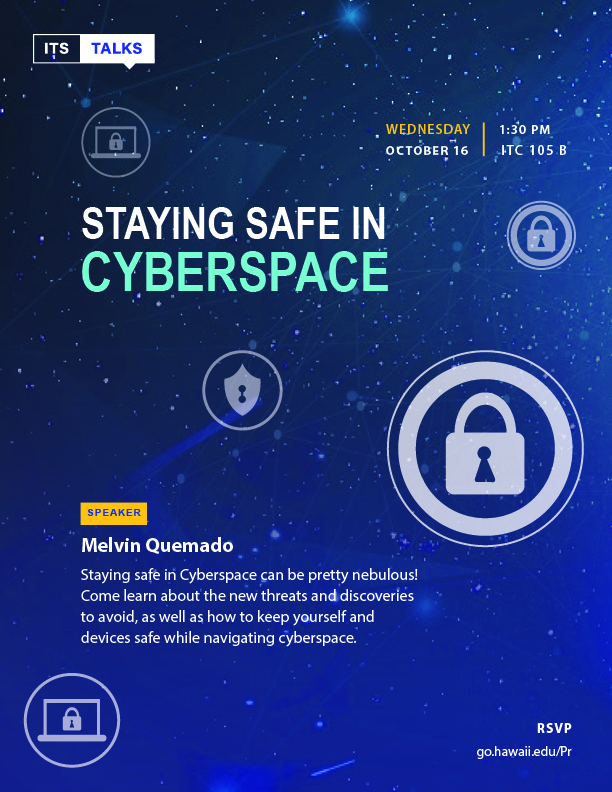 ITS TALKS
WEDNESDAY 1:30 PM
OCTOBER 16 ITC 105 B
STAYING SAFE IN
CYBERSPACE
SPEAKER
Melvin Quemado
Staying safe in Cyberspace can be pretty nebulous!
Come learn about the new threats and discoveries
to avoid, as well as how to keep yourself and
devices safe while navigating cyberspace.
RSVP
go.hawaii.edu/Pr